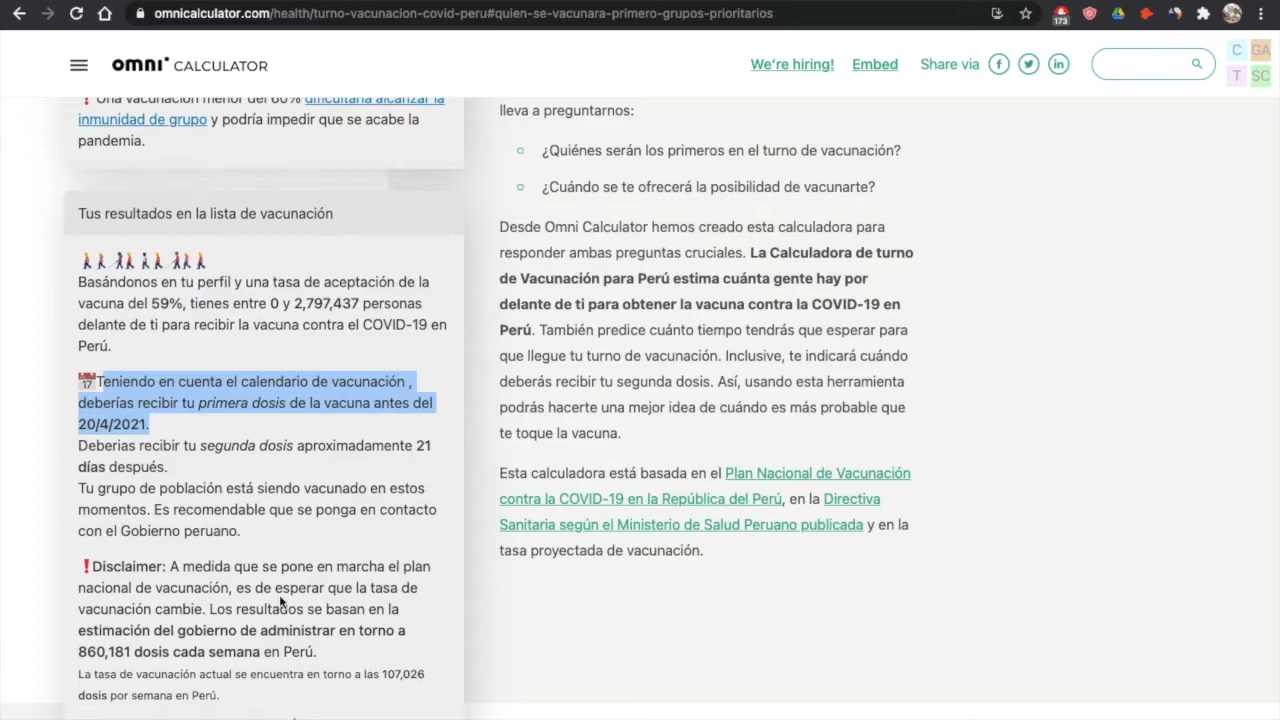 omnicalculator.com/health/turno-vacunacion-covid-peru#quien-se-vacunara-primero-grupos-prioritarios
173
omni CALCULATOR
We're hiring!
Embed
Share via
C GA
T SC
❗Una vacunación menor del 60% dificultaría alcanzar la
inmunidad de grupo y podría impedir que se acabe la
pandemia.
Tus resultados en la lista de vacunación
Basándonos en tu perfil y una tasa de aceptación de la
vacuna del 59%, tienes entre 0 y 2,797,437 personas
delante de ti para recibir la vacuna contra el COVID-19 en
Perú.
📅Teniendo en cuenta el calendario de vacunación ,
deberías recibir tu primera dosis de la vacuna antes del
20/4/2021.
Deberias recibir tu segunda dosis aproximadamente 21
días después.
Tu grupo de población está siendo vacunado en estos
momentos. Es recomendable que se ponga en contacto
con el Gobierno peruano.
❗Disclaimer: A medida que se pone en marcha el plan
nacional de vacunación, es de esperar que la tasa de
vacunación cambie. Los resultados se basan en la
estimación del gobierno de administrar en torno a
860,181 dosis cada semana en Perú.
La tasa de vacunación actual se encuentra en torno a las 107,026
dosis por semana en Perú.
lleva a preguntarnos:
¿Quiénes serán los primeros en el turno de vacunación?
¿Cuándo se te ofrecerá la posibilidad de vacunarte?
Desde Omni Calculator hemos creado esta calculadora para
responder ambas preguntas cruciales. La Calculadora de turno
de Vacunación para Perú estima cuánta gente hay por
delante de ti para obtener la vacuna contra la COVID-19 en
Perú. También predice cuánto tiempo tendrás que esperar para
que llegue tu turno de vacunación. Inclusive, te indicará cuándo
deberás recibir tu segunda dosis. Así, usando esta herramienta
podrás hacerte una mejor idea de cuándo es más probable que
te toque la vacuna.
Esta calculadora está basada en el Plan Nacional de Vacunación
contra la COVID-19 en la República del Perú, en la Directiva
Sanitaria según el Ministerio de Salud Peruano publicada y en la
tasa proyectada de vacunación.